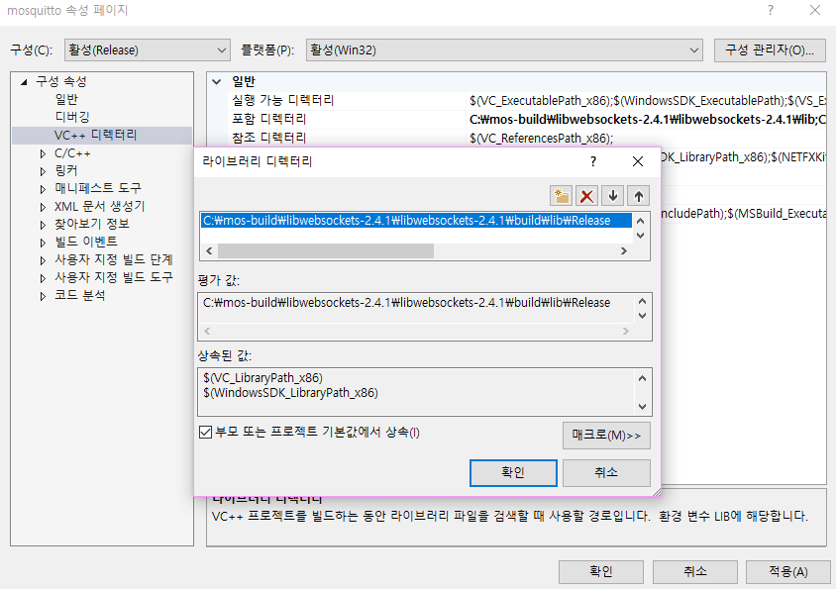 mosquitto 속성 페이지
구성(C):
활성(Release)
플랫폼(P):
활성(Win32)
구성 관리자(O)...
구성 속성
일반
디버깅
VC++ 디렉터리
C/C++
링커
매니페스트 도구
XML 문서 생성기
찾아보기 정보
빌드 이벤트
사용자 지정 빌드 단계
사용자 지정 빌드 도구
코드 분석
일반
실행 가능 디렉터리 $(VC_ExecutablePath_x86);$(WindowsSDK_ExecutablePath);$(VS_E
포함 디렉터리 C:₩mos-build₩libwebsockets-2.4.1₩libwebsockets-2.4.1₩lib;C
참조 디렉터리 $(VC_ReferencesPath_x86);
DK_LibraryPath_x86);$(NETFXKi
ncludePath);$(MSBuild_Executa
라이브러리 디렉터리
C:₩mos-build₩libwebsockets-2.4.1₩libwebsockets-2.4.1₩build₩lib₩Release
평가 값:
C:₩mos-build₩libwebsockets-2.4.1₩libwebsockets-2.4.1₩build₩lib₩Release
상속된 값:
$(VC_LibraryPath_x86)
$(WindowsSDK_LibraryPath_x86)
부모 또는 프로젝트 기본값에서 상속(I)
매크로(M)>>
확인
취소
라이브러리 디렉터리
VC++ 프로젝트를 빌드하는 동안 라이브러리 파일을 검색할 때 사용할 경로입니다. 환경 변수 LIB에 해당합니다.
확인
취소
적용(A)